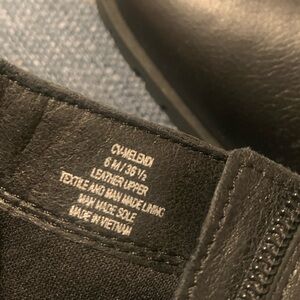 CV-MELENDI
6 M / 36 1/2
LEATHER UPPER
TEXTILE AND MAN MADE LINING
MAN MADE SOLE
MADE IN VIETNAM